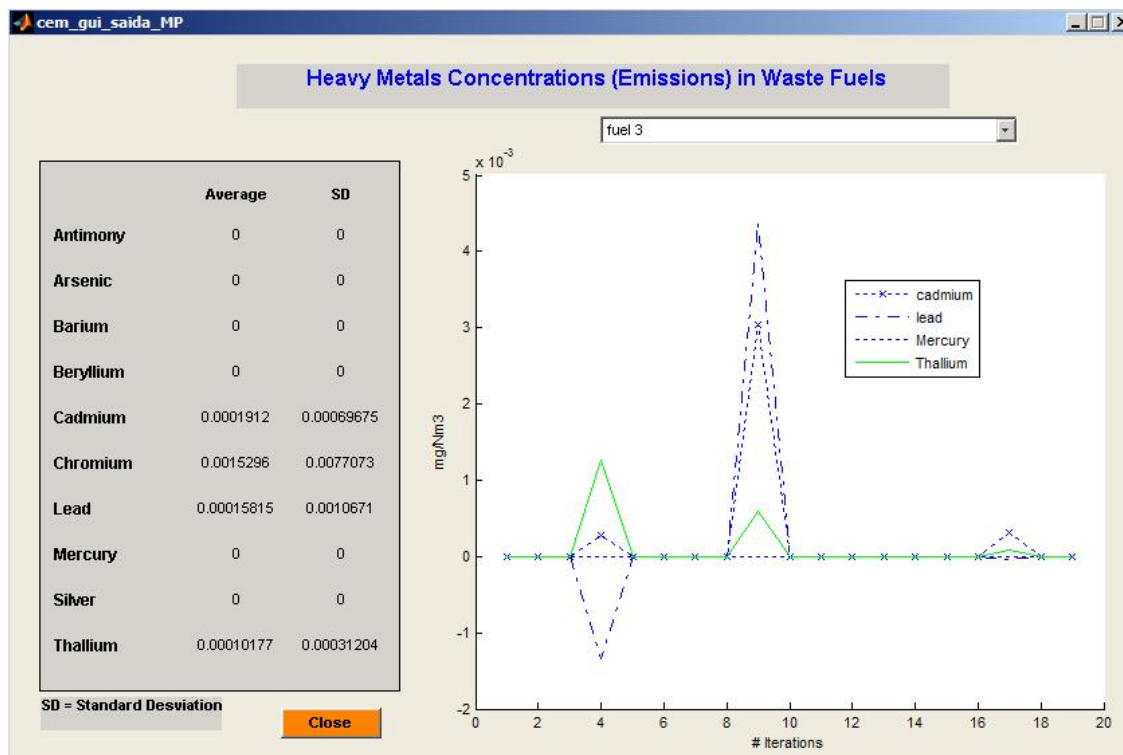 cem_gui_saida_MP
Heavy Metals Concentrations (Emissions) in Waste Fuels
fuel 3
Average SD
Antimony 0 0
Arsenic 0 0
Barium 0 0
Beryllium 0 0
Cadmium 0.0001912 0.00069675
Chromium 0.0015296 0.0077073
Lead 0.00015815 0.0010671
Mercury 0 0
Silver 0 0
Thallium 0.00010177 0.00031204
SD = Standard Desviation
Close
x 10^-3
5
4
3
2
1
0
-1
-2
mg/Nm3
cadmium
lead
Mercury
Thallium
0 2 4 6 8 10 12 14 16 18 20
# Iterations